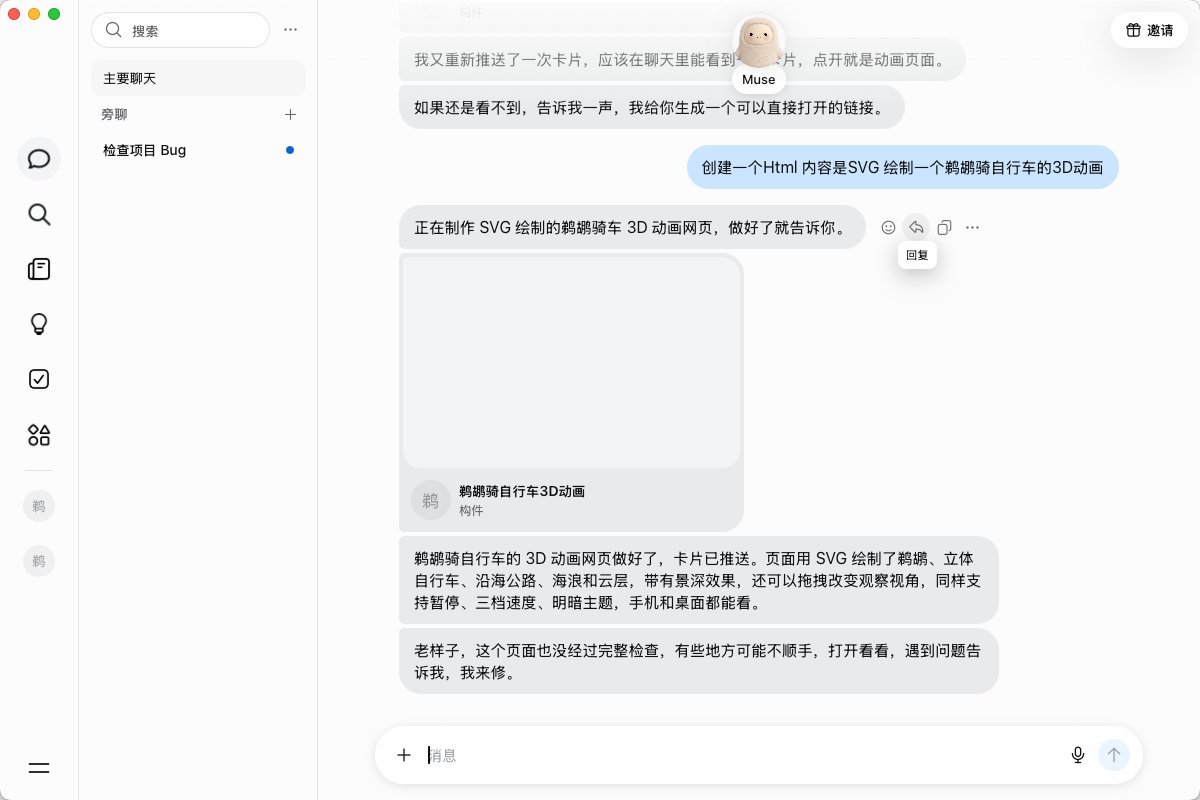 搜索
主要聊天
旁聊
检查项目 Bug
鹈
鹈
构件
我又重新推送了一次卡片，应该在聊天里能看到
卡片，点开就是动画页面。
Muse
邀请
如果还是看不到，告诉我一声，我给你生成一个可以直接打开的链接。
创建一个Html 内容是SVG 绘制一个鹈鹕骑自行车的3D动画
正在制作 SVG 绘制的鹈鹕骑车 3D 动画网页，做好了就告诉你。
回复
鹈
鹈鹕骑自行车3D动画
构件
鹈鹕骑自行车的 3D 动画网页做好了，卡片已推送。页面用 SVG 绘制了鹈鹕、立体
自行车、沿海公路、海浪和云层，带有景深效果，还可以拖拽改变观察视角，同样支
持暂停、三档速度、明暗主题，手机和桌面都能看。
老样子，这个页面也没经过完整检查，有些地方可能不顺手，打开看看，遇到问题告
诉我，我来修。
消息